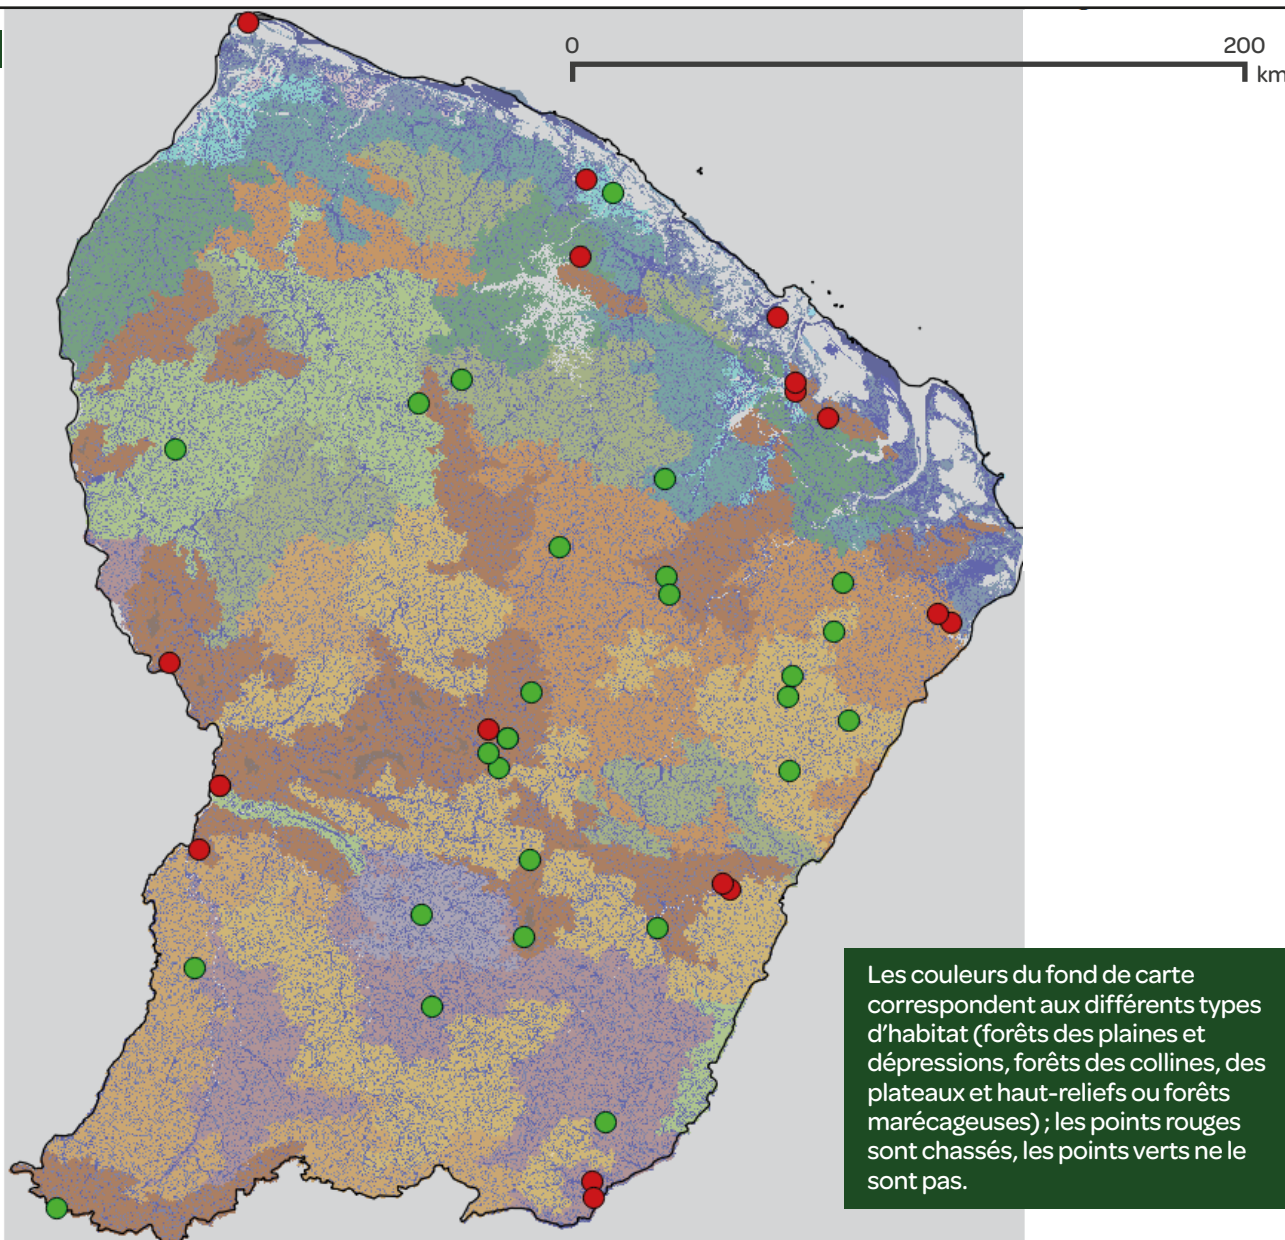 0
200
km
Les couleurs du fond de carte
correspondent aux différents types
d'habitat (forêts des plaines et
dépressions, forêts des collines, des
plateaux et haut-reliefs ou forêts
marécageuses) ; les points rouges
sont chassés, les points verts ne le
sont pas.